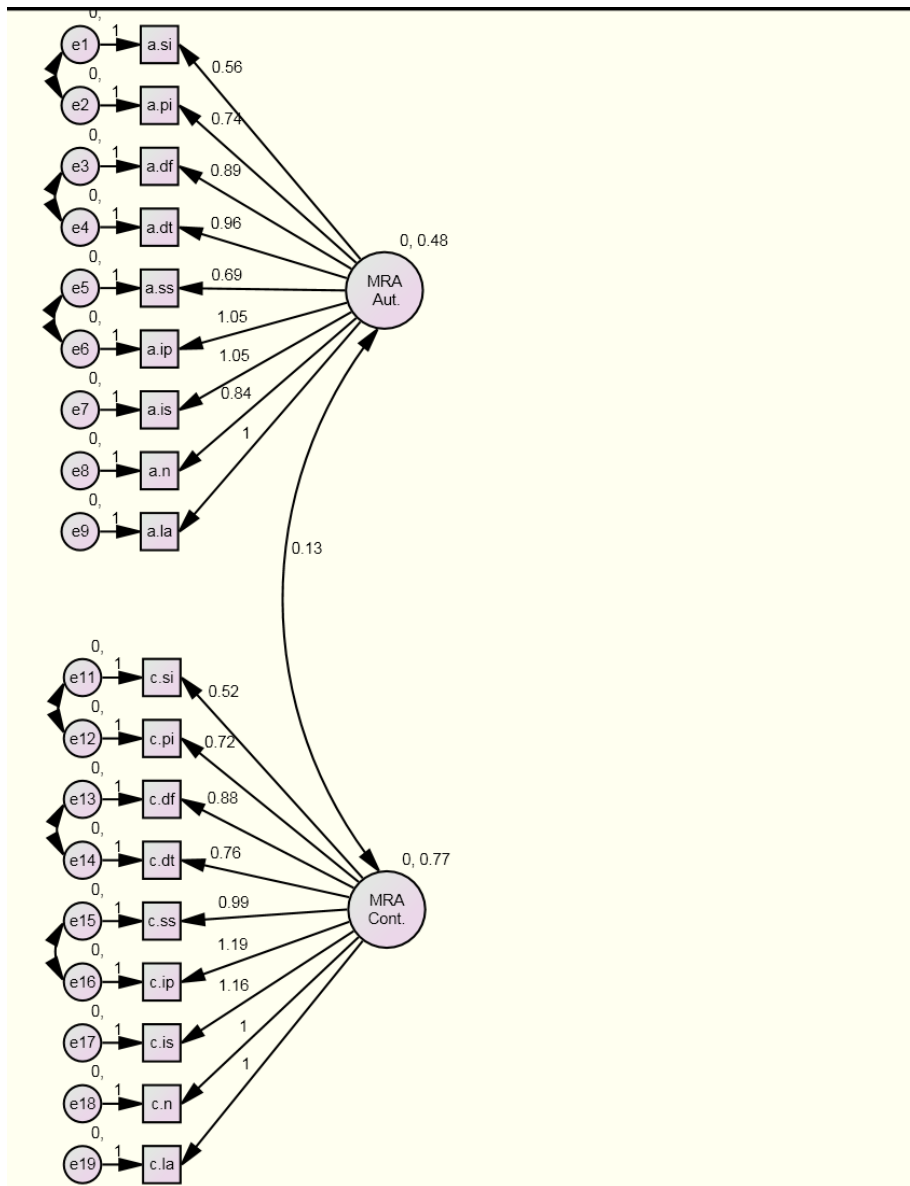 0,
e1 1 a.si 0.56
0,
e2 1 a.pi 0.74
0,
e3 1 a.df 0.89
0,
e4 1 a.dt 0.96
0, 0.48
MRA
Aut.
0,
e5 1 a.ss 0.69
0,
e6 1 a.ip 1.05
0,
e7 1 a.is 1.05
0,
e8 1 a.n 0.84
0,
e9 1 a.la 1
0.13
0,
e11 1 c.si 0.52
0,
e12 1 c.pi 0.72
0,
e13 1 c.df 0.88
0,
e14 1 c.dt 0.76
0, 0.77
MRA
Cont.
0,
e15 1 c.ss 0.99
0,
e16 1 c.ip 1.19
0,
e17 1 c.is 1.16
0,
e18 1 c.n 1
0,
e19 1 c.la 1